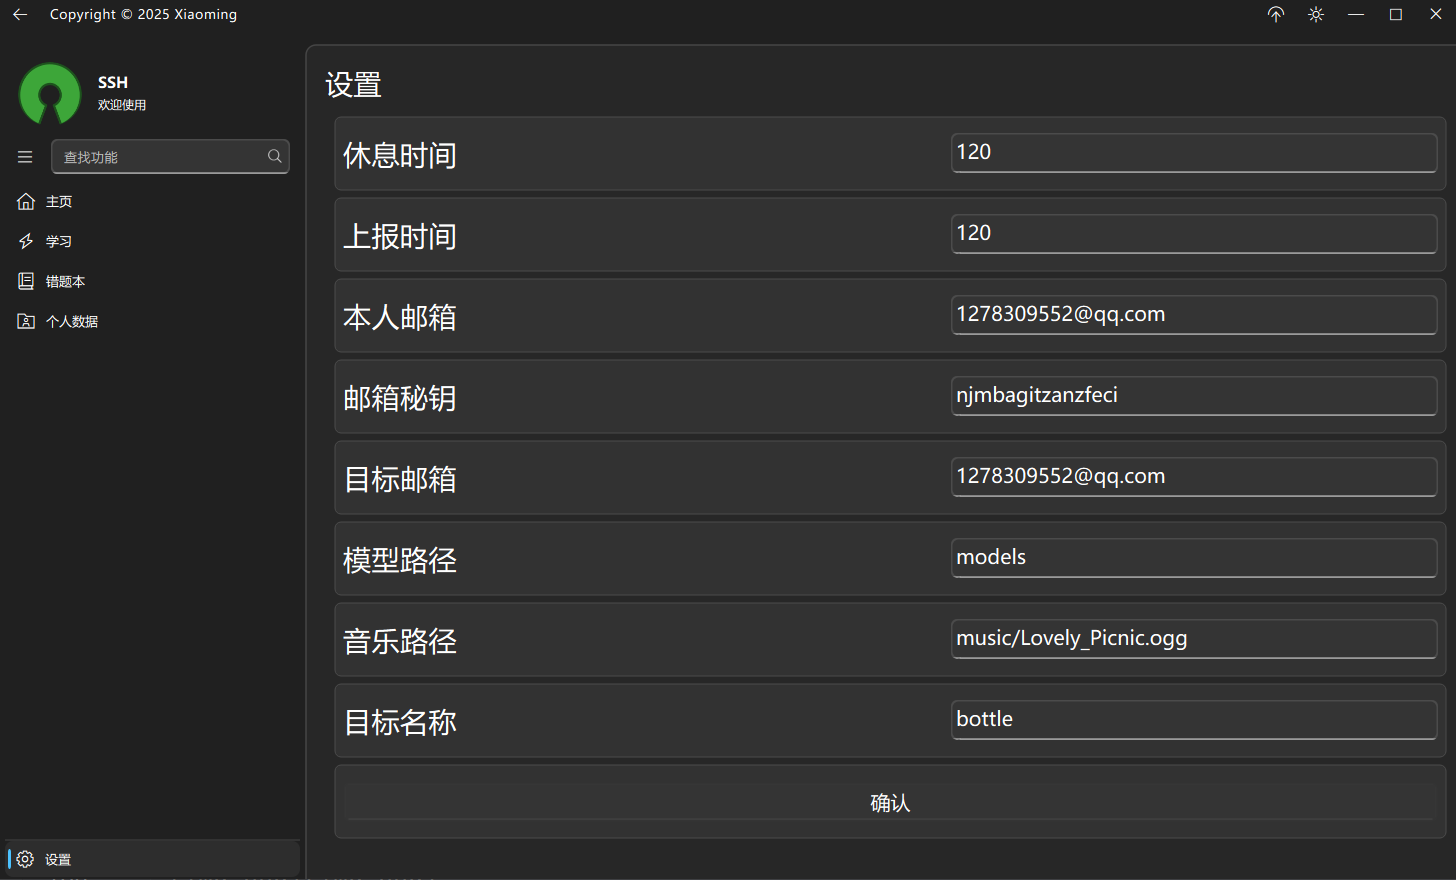 Copyright © 2025 Xiaoming
SSH
欢迎使用
查找功能
主页
学习
错题本
个人数据
设置
设置
休息时间
120
上报时间
120
本人邮箱
1278309552@qq.com
邮箱秘钥
njmbagitzanzfeci
目标邮箱
1278309552@qq.com
模型路径
models
音乐路径
music/Lovely_Picnic.ogg
目标名称
bottle
确认